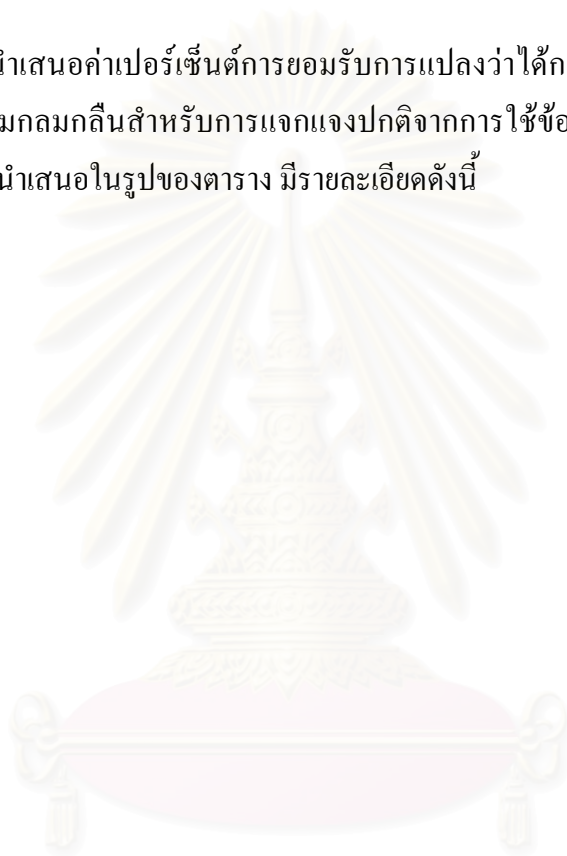 นำเสนอค่าเปอร์เซ็นต์การยอมรับการแปลงว่าได้ก
มกลมกลืนสำหรับการแจกแจงปกติจากการใช้ข้อ
นำเสนอในรูปของตาราง มีรายละเอียดดังนี้